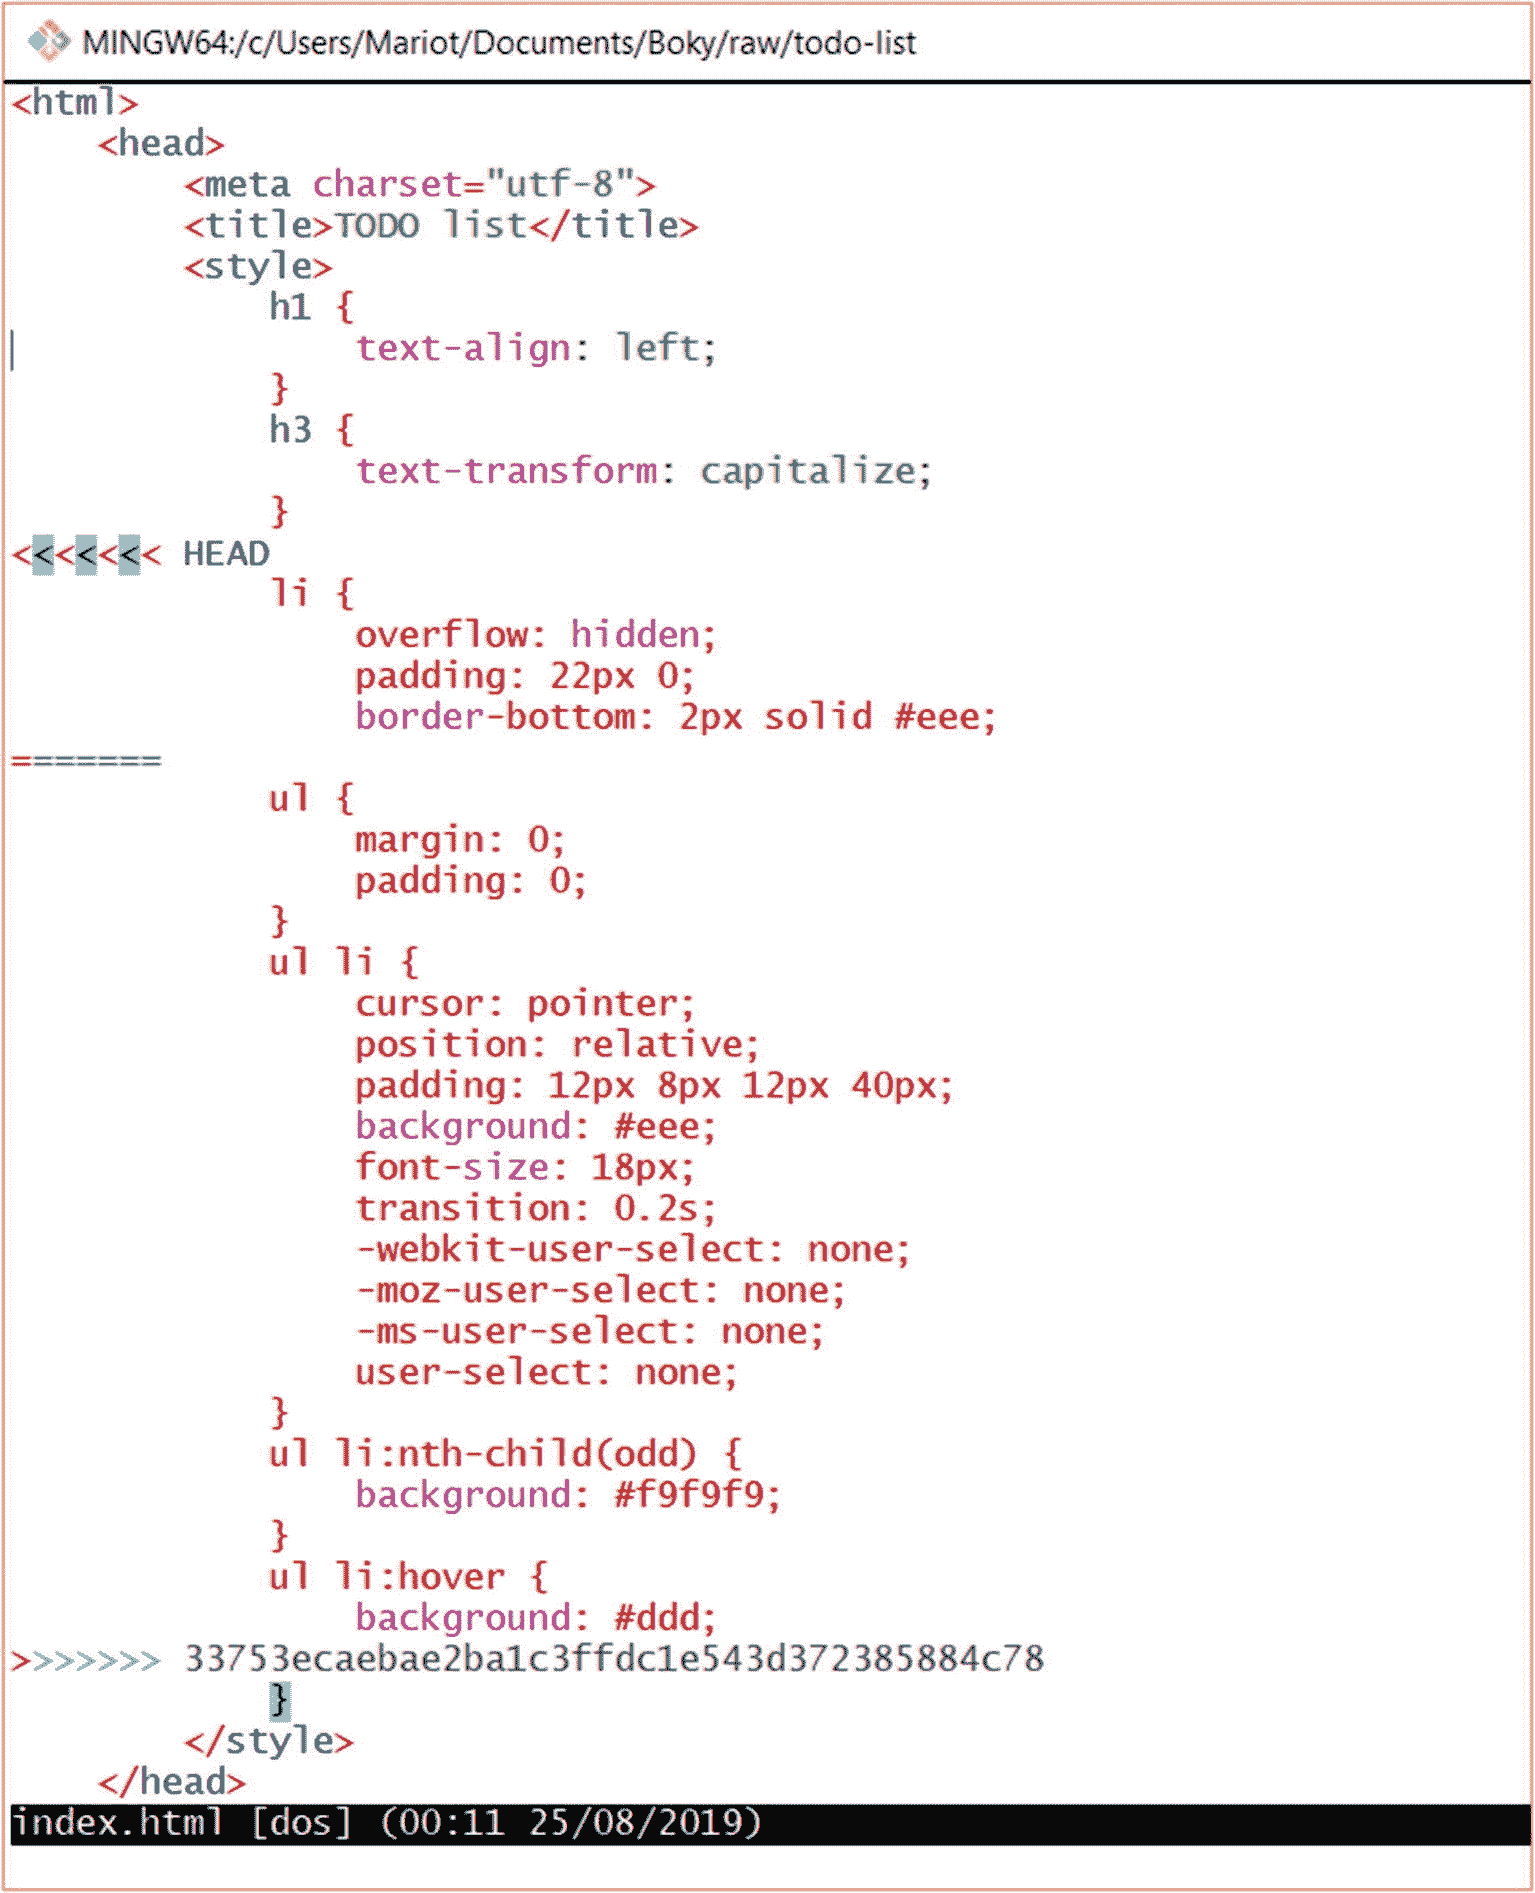 MINGW64:/c/Users/Mariot/Documents/Boky/raw/todo-list
<html>
    <head>
        <meta charset="utf-8">
        <title>TODO list</title>
        <style>
            h1 {
                text-align: left;
            }
            h3 {
                text-transform: capitalize;
            }
<<<<<<< HEAD
            li {
                overflow: hidden;
                padding: 22px 0;
                border-bottom: 2px solid #eee;
=======
            ul {
                margin: 0;
                padding: 0;
            }
            ul li {
                cursor: pointer;
                position: relative;
                padding: 12px 8px 12px 40px;
                background: #eee;
                font-size: 18px;
                transition: 0.2s;
                -webkit-user-select: none;
                -moz-user-select: none;
                -ms-user-select: none;
                user-select: none;
            }
            ul li:nth-child(odd) {
                background: #f9f9f9;
            }
            ul li:hover {
                background: #ddd;
>>>>>>> 33753ecaebae2ba1c3ffdc1e543d372385884c78
            }
        </style>
    </head>
index.html [dos] (00:11 25/08/2019)